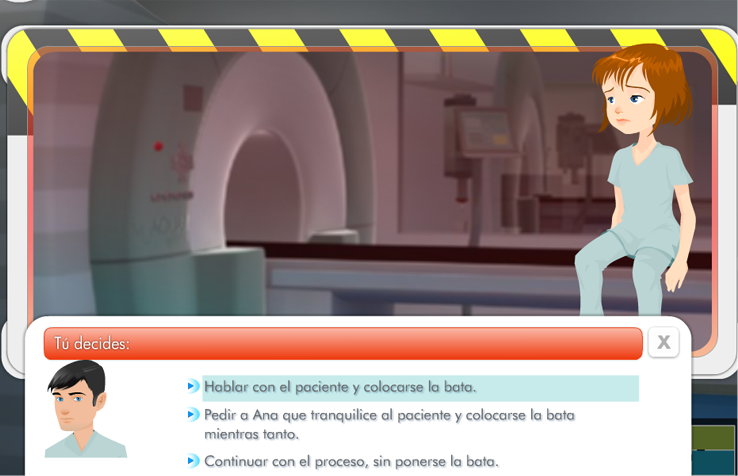 Tú decides:
X
Hablar con el paciente y colocarse la bata.
Pedir a Ana que tranquilice al paciente y colocarse la bata
mientras tanto.
Continuar con el proceso, sin ponerse la bata.